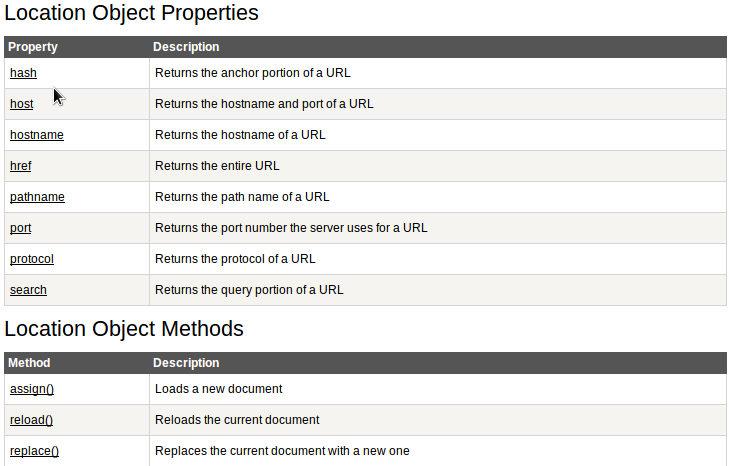 Location Object Properties
Property Description
hash Returns the anchor portion of a URL
host Returns the hostname and port of a URL
hostname Returns the hostname of a URL
href Returns the entire URL
pathname Returns the path name of a URL
port Returns the port number the server uses for a URL
protocol Returns the protocol of a URL
search Returns the query portion of a URL
Location Object Methods
Method Description
assign() Loads a new document
reload() Reloads the current document
replace() Replaces the current document with a new one